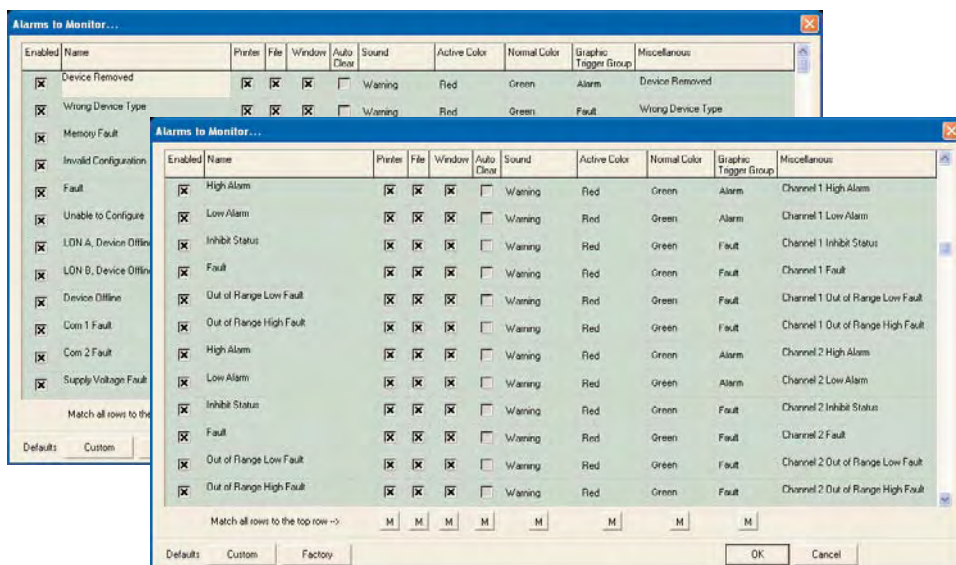 Alarms to Monitor...
Enabled Name Printer File Window Auto Clear Sound Active Color Normal Color Graphic Trigger Group Miscellanous
Device Removed Warning Red Green Alarm Device Removed
Wrong Device Type Warning Red Green Fault Wrong Device Type
Memory Fault
Invalid Configuration
Fault
Unable to Configure
LON A, Device Offline
LON B, Device Offline
Device Offline
Com 1 Fault
Com 2 Fault
Supply Voltage Fault
Match all rows to the
Defaults Custom
Alarms to Monitor...
Enabled Name Printer File Window Auto Clear Sound Active Color Normal Color Graphic Trigger Group Miscellanous
High Alarm Warning Red Green Alarm Channel 1 High Alarm
Low Alarm Warning Red Green Alarm Channel 1 Low Alarm
Inhibit Status Warning Red Green Fault Channel 1 Inhibit Status
Fault Warning Red Green Fault Channel 1 Fault
Out of Range Low Fault Warning Red Green Fault Channel 1 Out of Range Low Fault
Out of Range High Fault Warning Red Green Fault Channel 1 Out of Range High Fault
High Alarm Warning Red Green Alarm Channel 2 High Alarm
Low Alarm Warning Red Green Alarm Channel 2 Low Alarm
Inhibit Status Warning Red Green Fault Channel 2 Inhibit Status
Fault Warning Red Green Fault Channel 2 Fault
Out of Range Low Fault Warning Red Green Fault Channel 2 Out of Range Low Fault
Out of Range High Fault Warning Red Green Fault Channel 2 Out of Range High Fault
Match all rows to the top row --> M M M M M M M M
Defaults Custom Factory OK Cancel